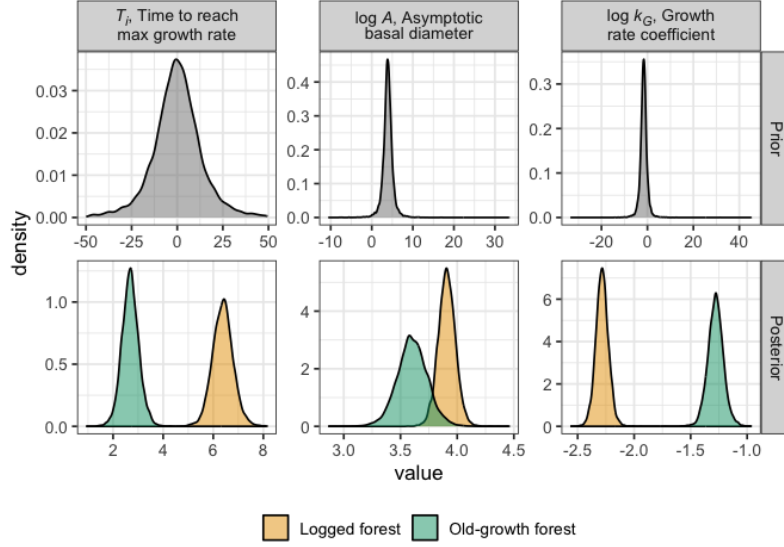 T_i, Time to reach
max growth rate
log A, Asymptotic
basal diameter
log k_G, Growth
rate coefficient
0.03
0.02
0.01
0.00
-50 -25 0 25 50
0.4
0.3
0.2
0.1
0.0
-10 0 10 20 30
0.3
0.2
0.1
0.0
-20 0 20 40
Prior
density
1.0
0.5
0.0
2 4 6 8
4
2
0
3.0 3.5 4.0 4.5
6
4
2
0
-2.5 -2.0 -1.5 -1.0
Posterior
value
Logged forest Old-growth forest